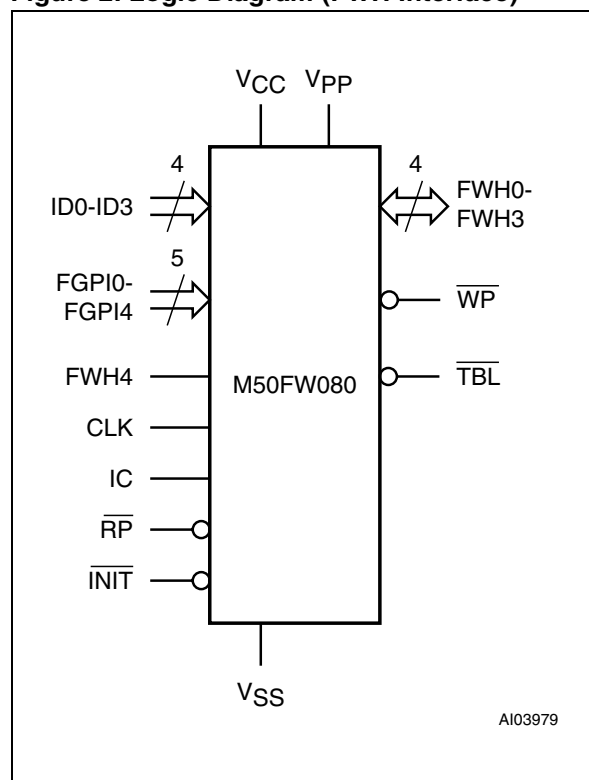 Figure 2. Logic Diagram (FWH Interface)
VCC VPP
4
ID0-ID3
4
FWH0-
FWH3
5
FGPI0-
FGPI4
WP
FWH4
M50FW080
TBL
CLK
IC
RP
INIT
VSS
AI03979